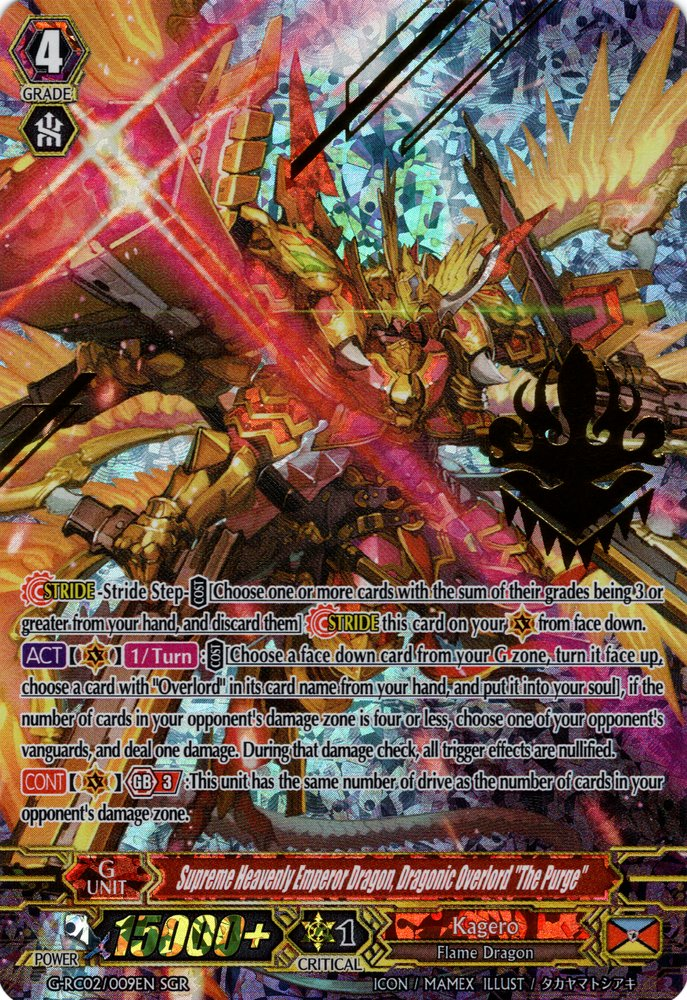 4
GRADE
STRIDE -Stride Step- COST [Choose one or more cards with the sum of their grades being 3 or
greater from your hand, and discard them] STRIDE this card on your from face down.
ACT [ ] 1/Turn : COST [Choose a face down card from your G zone, turn it face up,
choose a card with "Overlord" in its card name from your hand, and put it into your soul], if the
number of cards in your opponent's damage zone is four or less, choose one of your opponent's
vanguards, and deal one damage. During that damage check, all trigger effects are nullified.
CONT [ ] GB 3 :This unit has the same number of drive as the number of cards in your
opponent's damage zone.
G UNIT
Supreme Heavenly Emperor Dragon, Dragonic Overlord "The Purge"
POWER 15000+
1 CRITICAL
Kagero
Flame Dragon
G-RC02/009EN SGR
ICON / MAMEX ILLUST / タカヤマトシアキ